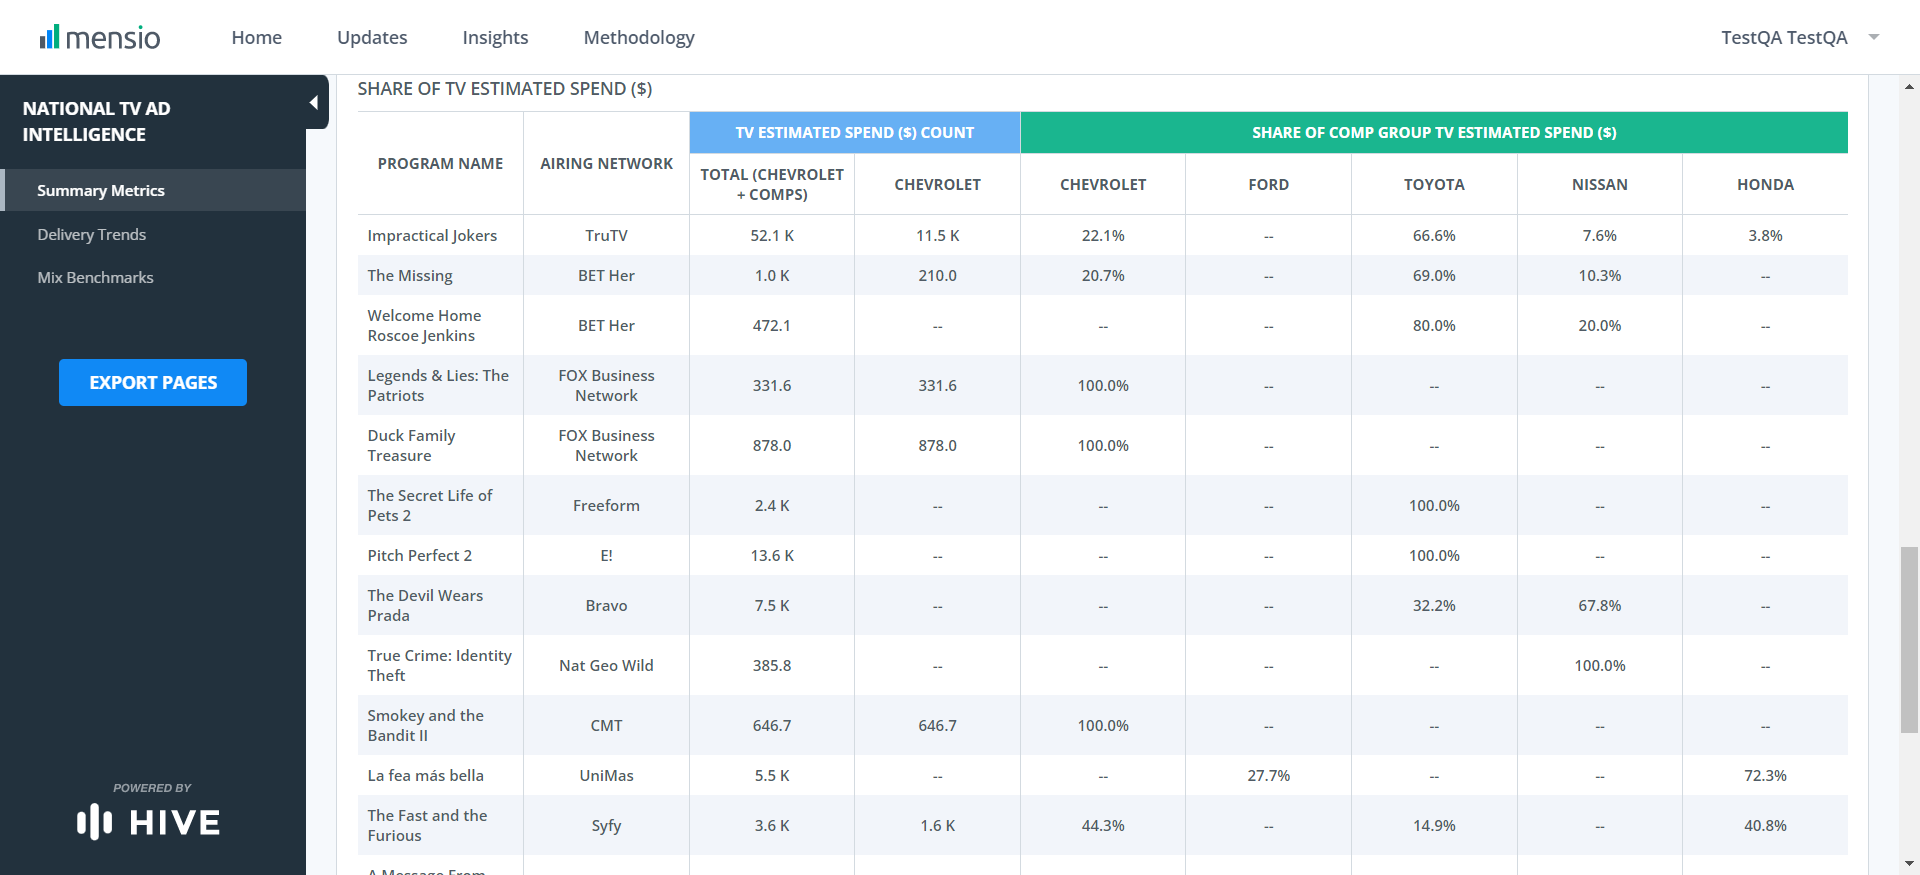 mensio
Home Updates Insights Methodology TestQA TestQA
NATIONAL TV AD
INTELLIGENCE
Summary Metrics
Delivery Trends
Mix Benchmarks
EXPORT PAGES
POWERED BY
HIVE
SHARE OF TV ESTIMATED SPEND ($)
PROGRAM NAME AIRING NETWORK TV ESTIMATED SPEND ($) COUNT SHARE OF COMP GROUP TV ESTIMATED SPEND ($)
TOTAL (CHEVROLET
+ COMPS) CHEVROLET CHEVROLET FORD TOYOTA NISSAN HONDA
Impractical Jokers TruTV 52.1 K 11.5 K 22.1% -- 66.6% 7.6% 3.8%
The Missing BET Her 1.0 K 210.0 20.7% -- 69.0% 10.3% --
Welcome Home
Roscoe Jenkins BET Her 472.1 -- -- -- 80.0% 20.0% --
Legends & Lies: The
Patriots FOX Business
Network 331.6 331.6 100.0% -- -- -- --
Duck Family
Treasure FOX Business
Network 878.0 878.0 100.0% -- -- -- --
The Secret Life of
Pets 2 Freeform 2.4 K -- -- -- 100.0% -- --
Pitch Perfect 2 E! 13.6 K -- -- -- 100.0% -- --
The Devil Wears
Prada Bravo 7.5 K -- -- -- 32.2% 67.8% --
True Crime: Identity
Theft Nat Geo Wild 385.8 -- -- -- -- 100.0% --
Smokey and the
Bandit II CMT 646.7 646.7 100.0% -- -- -- --
La fea más bella UniMas 5.5 K -- -- 27.7% -- -- 72.3%
The Fast and the
Furious Syfy 3.6 K 1.6 K 44.3% -- 14.9% -- 40.8%
A Message From